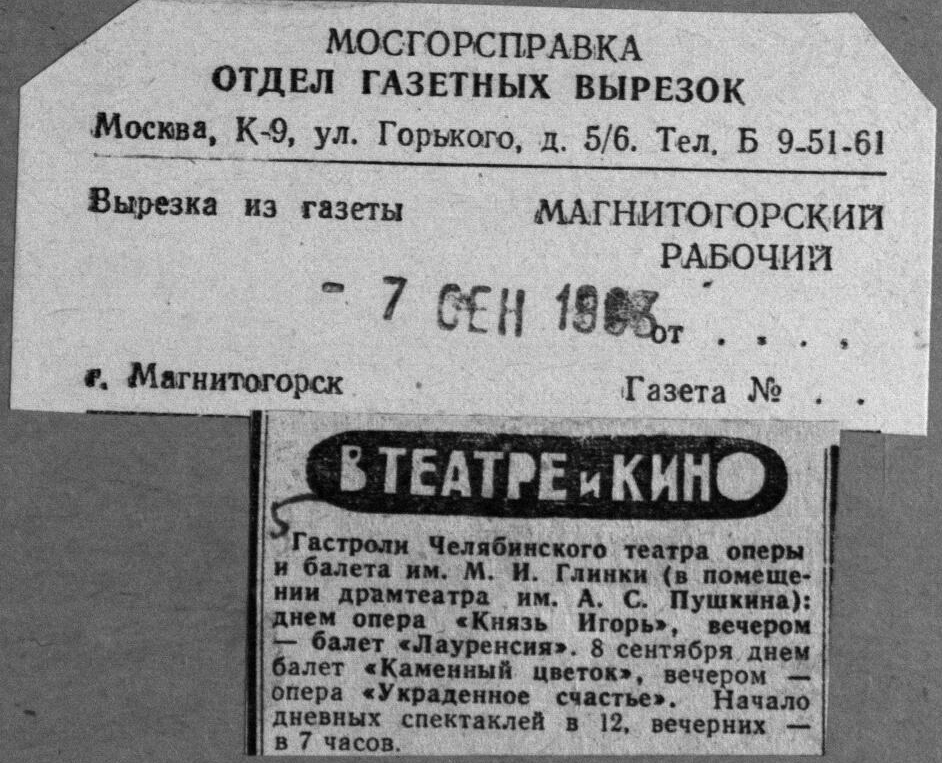 МОСГОРСПРАВКА
ОТДЕЛ ГАЗЕТНЫХ ВЫРЕЗОК
Москва, К-9, ул. Горького, д. 5/6. Тел. Б 9-51-61
Вырезка из газеты
МАГНИТОГОРСКИЙ
РАБОЧИЙ
- 7 СЕН
от . . . .
г. Магнитогорск
Газета № . .
В ТЕАТРЕ и КИНО
Гастроли Челябинского театра оперы
и балета им. М. И. Глинки (в помеще-
нии драмтеатра им. А. С. Пушкина):
днем опера «Князь Игорь», вечером
— балет «Лауренсия». 8 сентября днем
балет «Каменный цветок», вечером —
опера «Украденное счастье». Начало
дневных спектаклей в 12, вечерних —
в 7 часов.